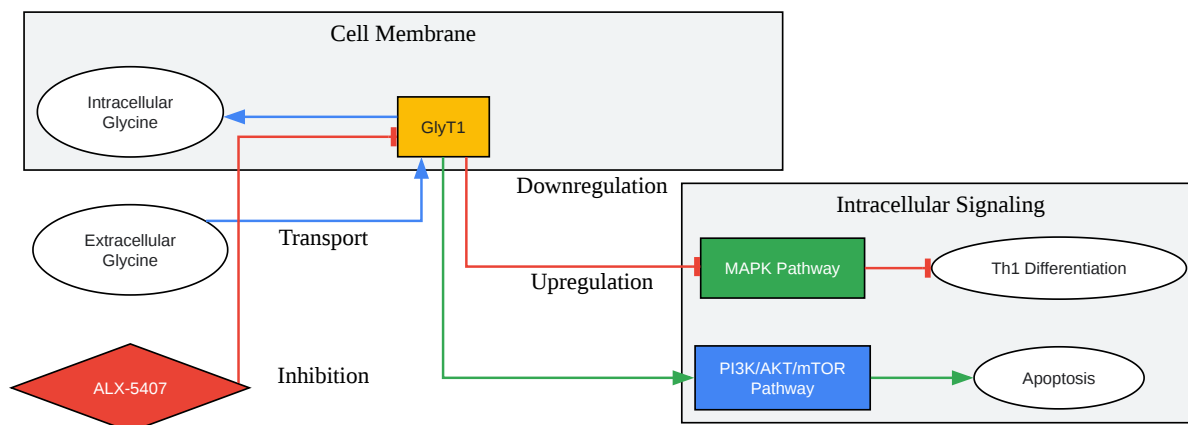 Cell Membrane
Intracellular
Glycine
GlyT1
Downregulation
Intracellular Signaling
Extracellular
Glycine
Transport
MAPK Pathway
Th1 Differentiation
Upregulation
ALX-5407
Inhibition
PI3K/AKT/mTOR
Pathway
Apoptosis